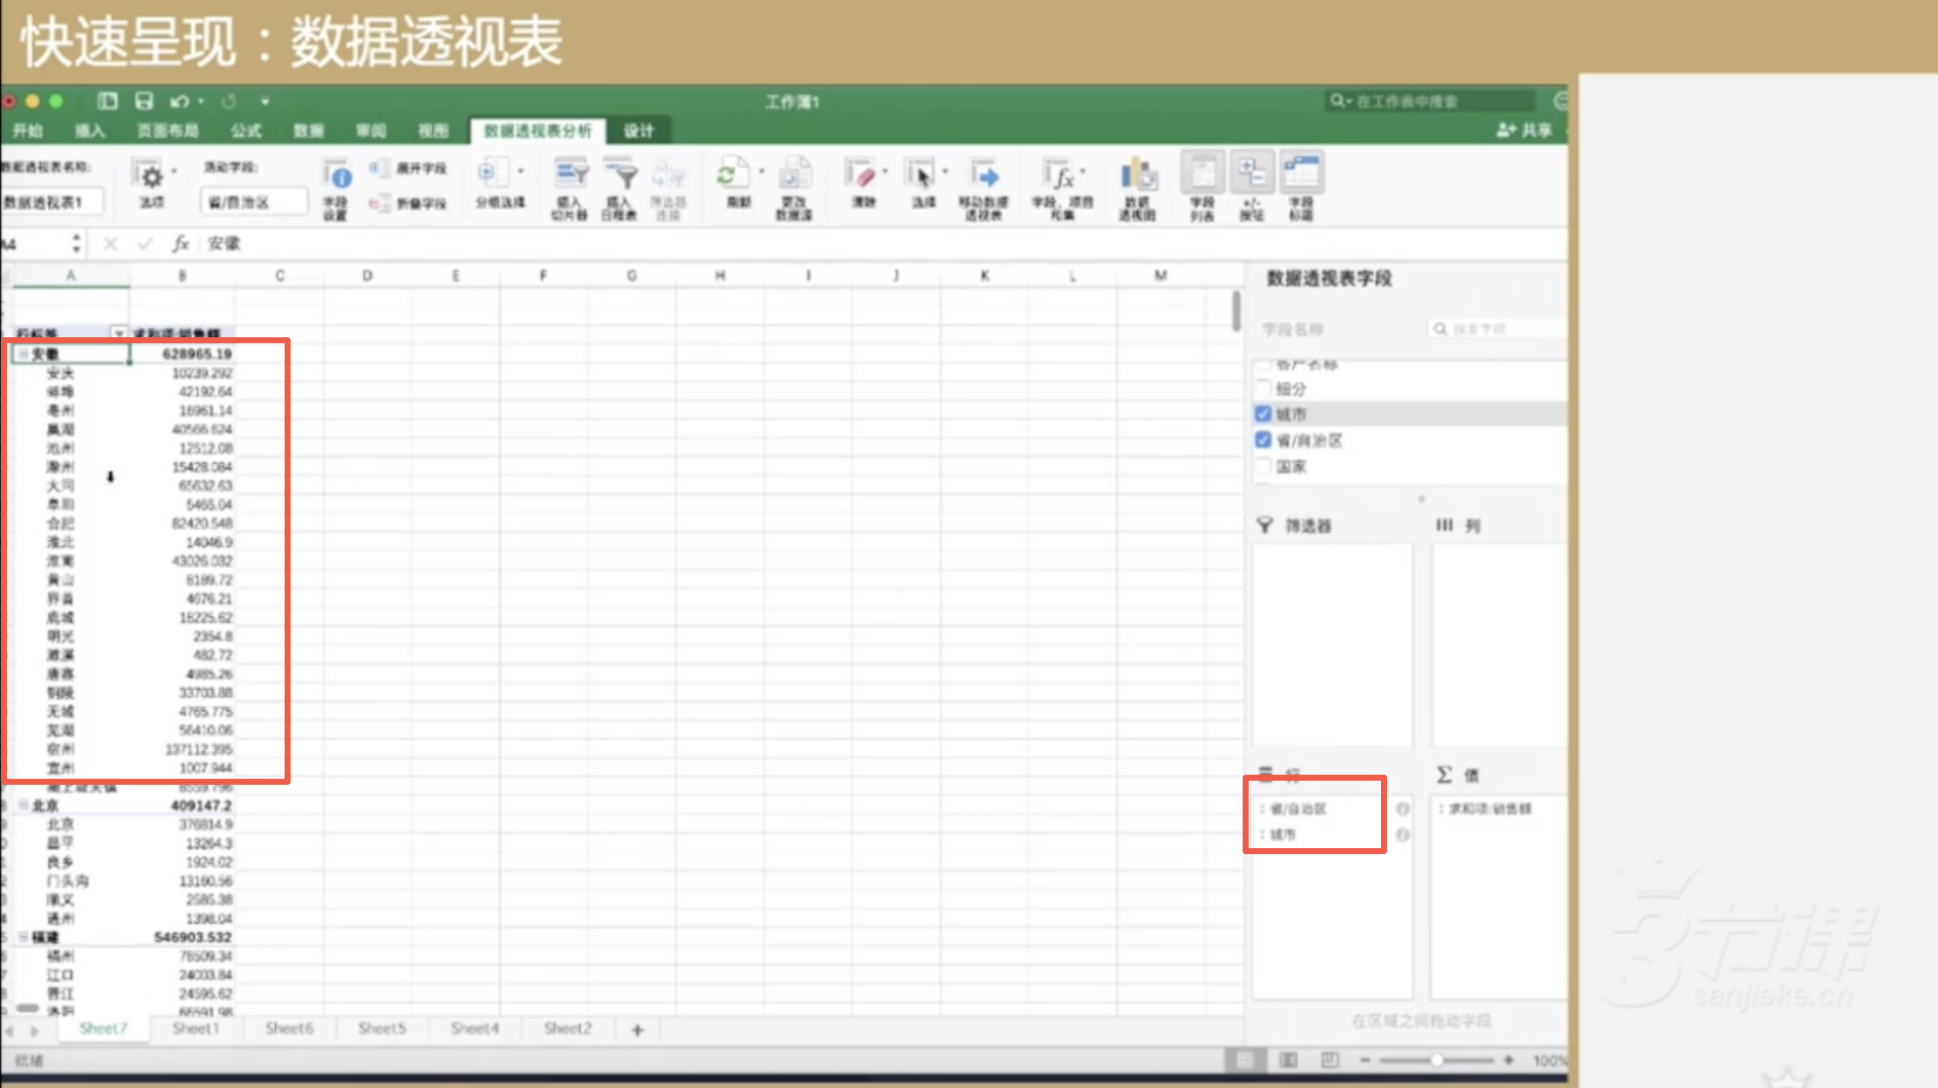 快速呈现：数据透视表
工作簿1
在工作表中搜索
开始 插入 页面布局 公式 数据 审阅 视图 数据透视表分析 设计
共享
数据透视表名称:
数据透视表1
选项
活动字段:
省/自治区
字段设置
展开字段
折叠字段
分组选择
插入切片器
插入日程表
筛选器连接
刷新
更改数据源
清除
选择
移动数据透视表
字段、项目和集
数据透视图
字段列表
+/-按钮
字段标题
A4
fx 安徽
A B C D E F G H I J K L M
行标签 求和项:销售额
安徽 628965.19
安庆 10239.292
蚌埠 42192.64
亳州 16961.14
巢湖 40566.624
池州 12512.08
滁州 15428.084
大同 65632.63
阜阳 5465.04
合肥 82420.548
淮北 14046.9
淮南 43026.032
黄山 8189.72
界首 4676.21
鹿城 18225.62
明光 2354.8
濉溪 482.72
唐寨 4985.26
铜陵 33703.88
无城 4765.775
芜湖 56410.06
宿州 137112.395
宣州 1007.944
8559.796
北京 409147.2
北京 376814.9
昌平 13264.3
良乡 1924.02
门头沟 13160.56
顺义 2585.38
通州 1398.04
福建 546903.532
福州 78509.34
江口 24003.84
晋江 24595.62
66591.98
数据透视表字段
字段名称
搜索字段
客户名称
细分
城市
省/自治区
国家
筛选器
列
行
值
省/自治区
城市
求和项:销售额
在区域之间拖动字段
Sheet7 Sheet1 Sheet6 Sheet5 Sheet4 Sheet2 +
就绪
100%
三节课
sanjieke.cn